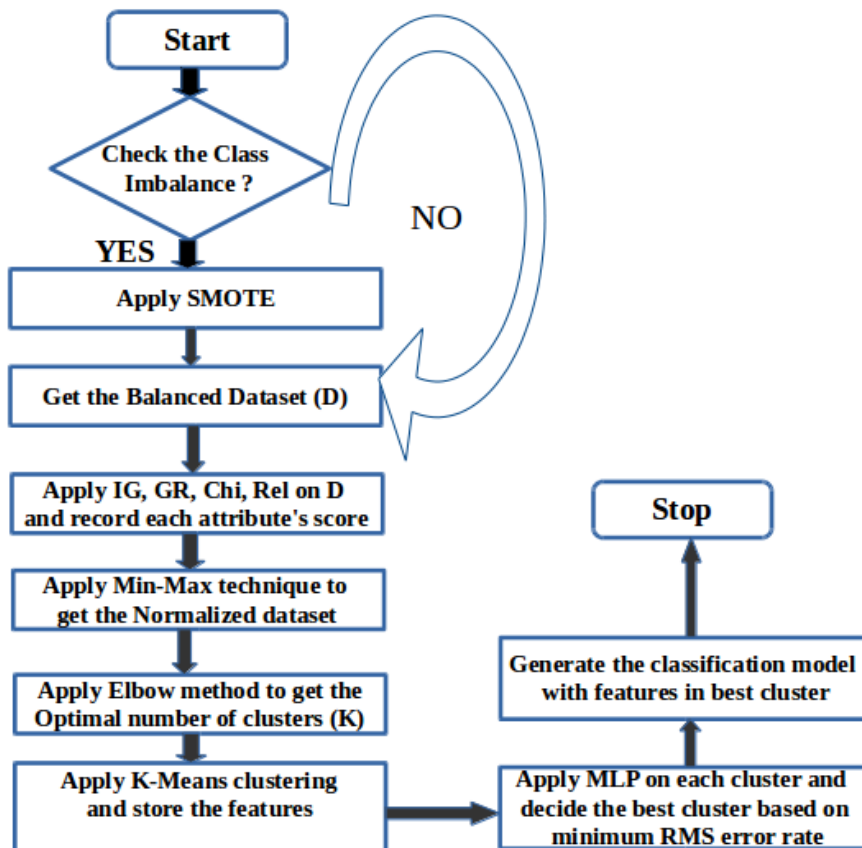 Start
Check the Class
Imbalance ?
NO
YES
Apply SMOTE
Get the Balanced Dataset (D)
Apply IG, GR, Chi, Rel on D
and record each attribute's score
Apply Min-Max technique to
get the Normalized dataset
Apply Elbow method to get the
Optimal number of clusters (K)
Apply K-Means clustering
and store the features
Apply MLP on each cluster and
decide the best cluster based on
minimum RMS error rate
Generate the classification model
with features in best cluster
Stop